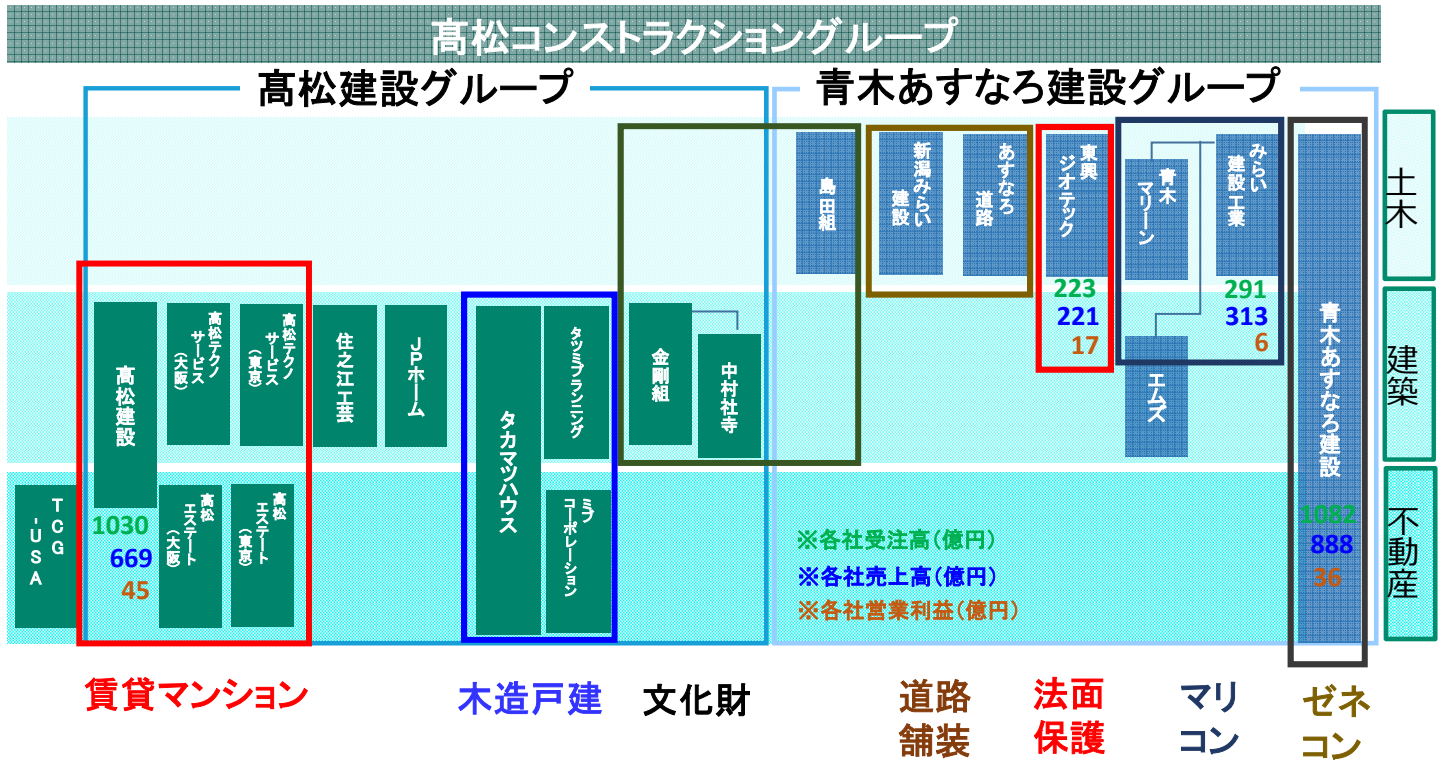 髙松コンストラクショングループ
髙松建設グループ
青木あすなろ建設グループ
土木
建築
不動産
島田組
新潟みらい
建設
あすなろ
道路
東興
ジオテック
223
221
17
青木
マリーン
みらい
建設工業
291
313
6
エムズ
青木あすなろ建設
1082
888
36
髙松建設
1030
669
45
髙松テクノ
サービス
（大阪）
髙松テクノ
サービス
（東京）
住之江工芸
JPホーム
タカマツハウス
タツミプランニング
ミブ
コーポレーション
金剛組
中村社寺
TCG
-USA
髙松
エステート
（大阪）
髙松
エステート
（東京）
※各社受注高（億円）
※各社売上高（億円）
※各社営業利益（億円）
賃貸マンション
木造戸建
文化財
道路
舗装
法面
保護
マリ
コン
ゼネ
コン